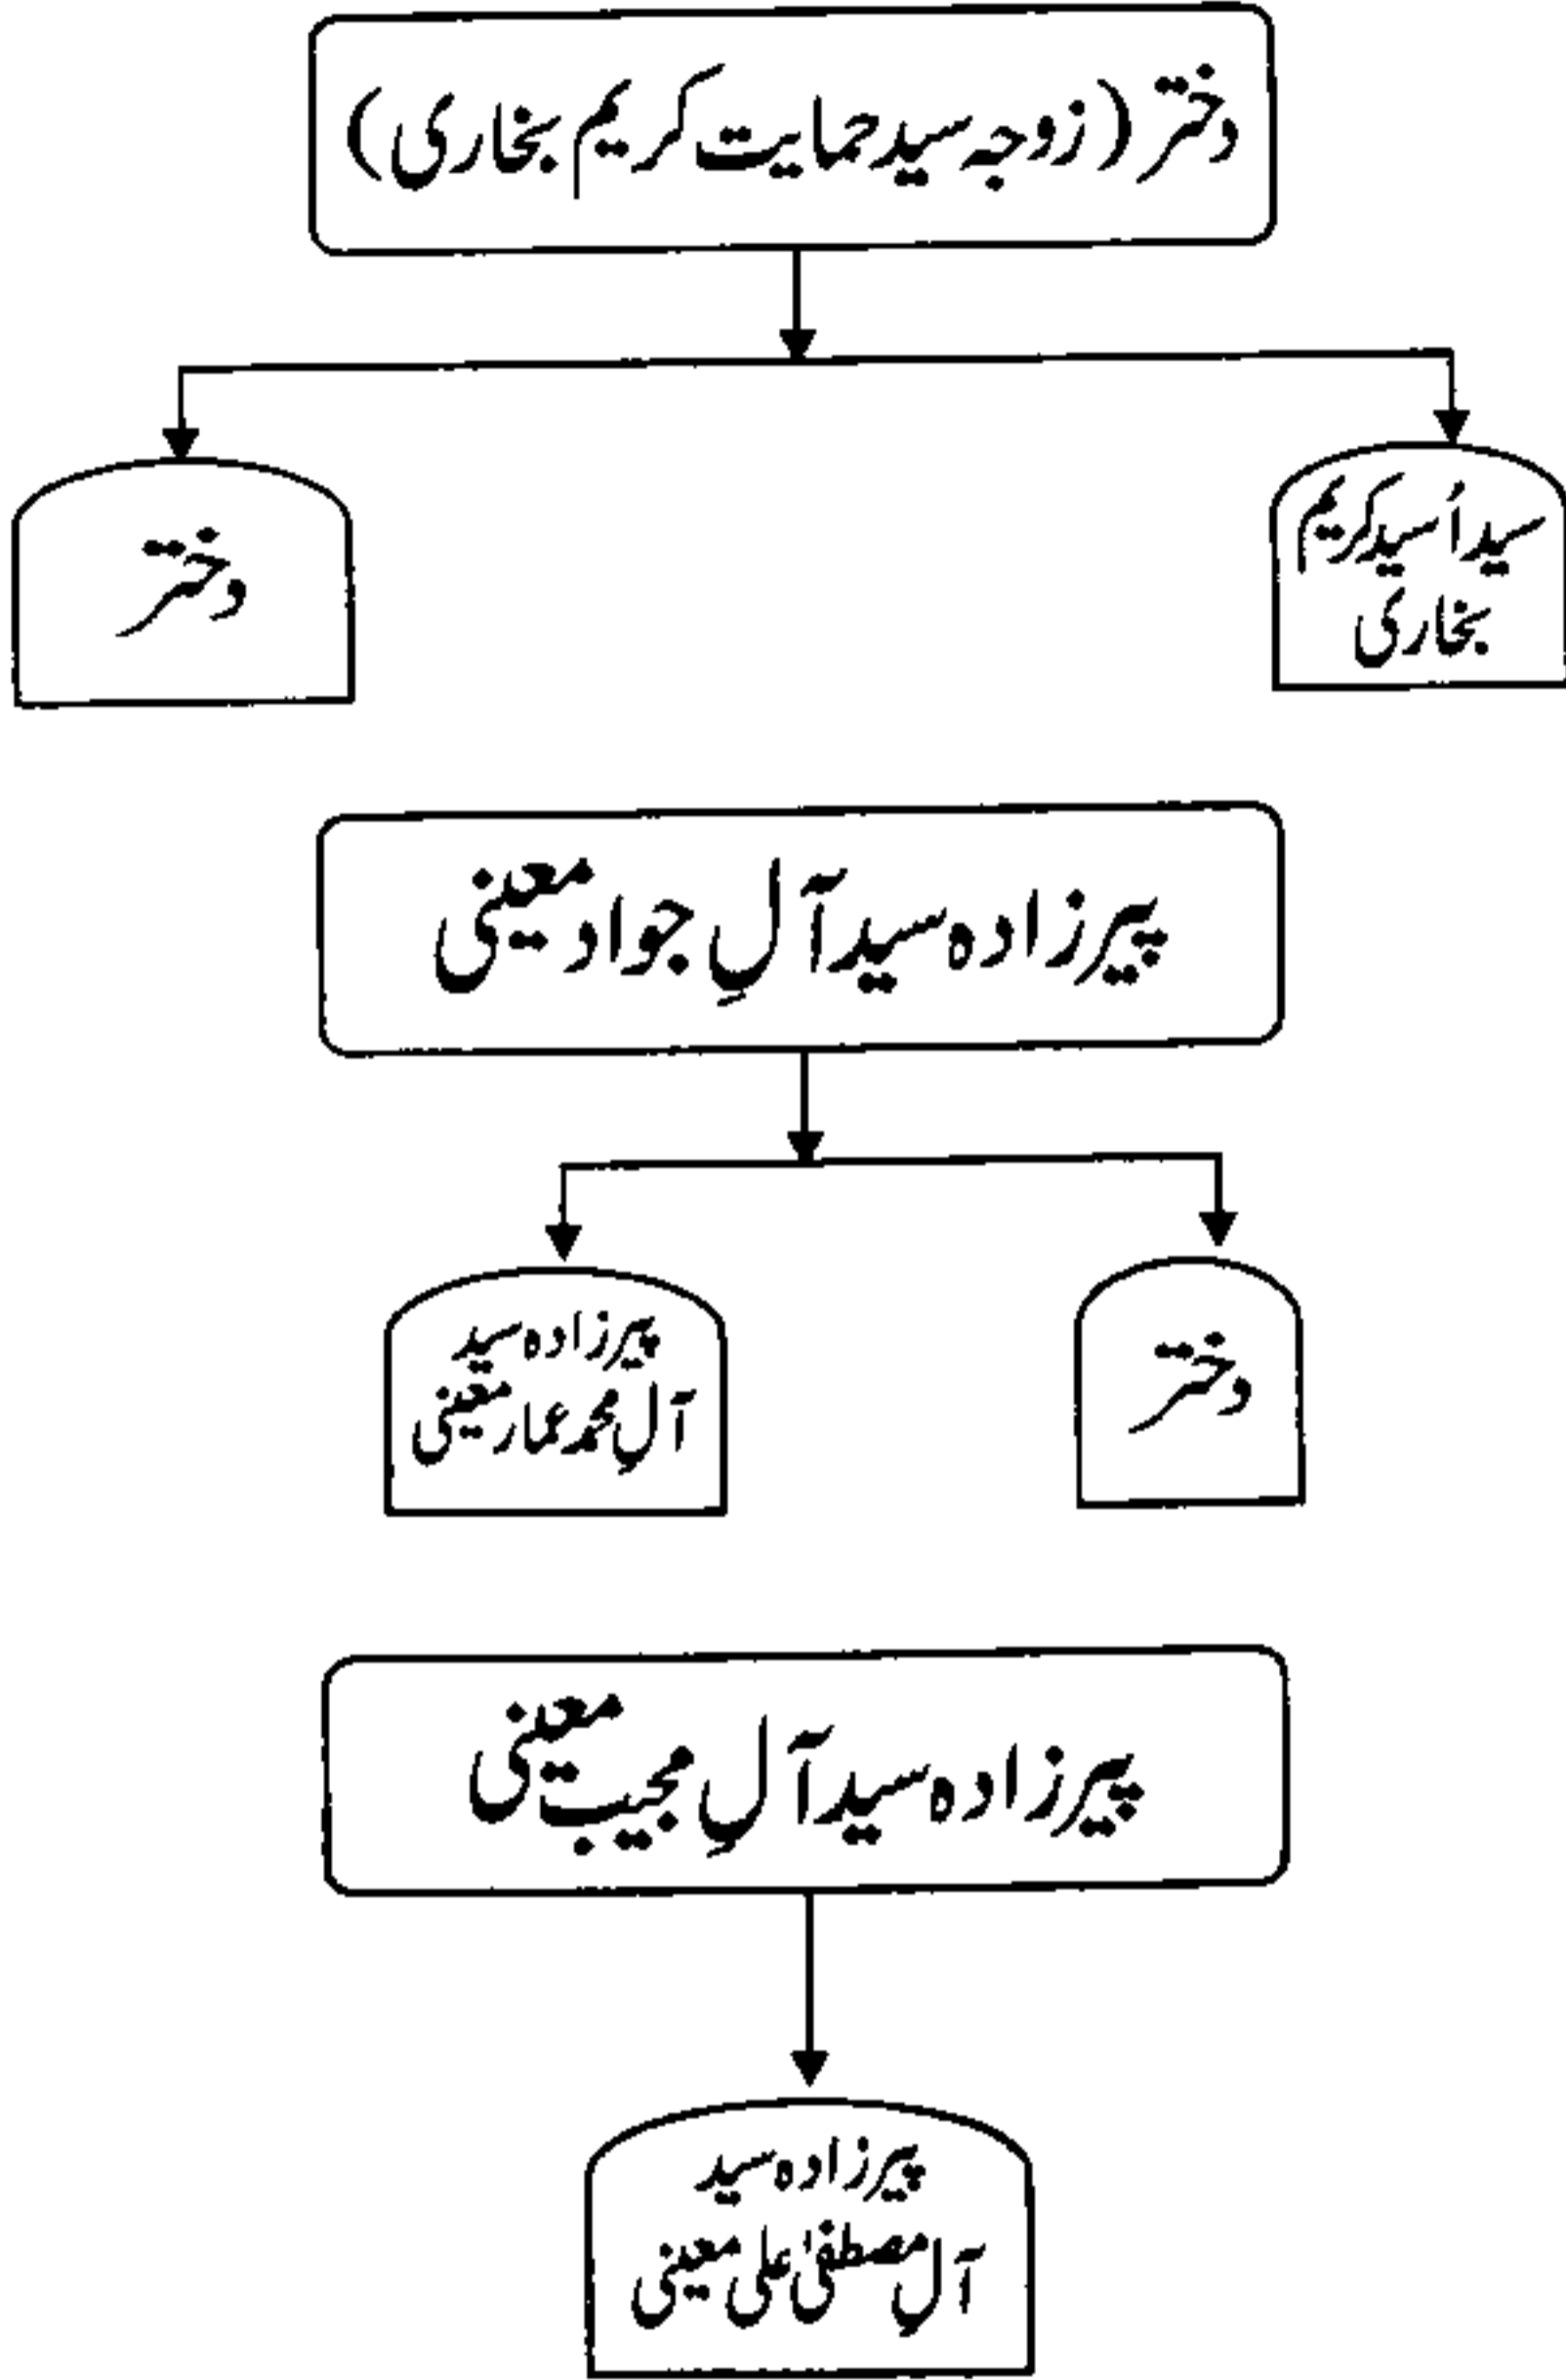 دختر (زوجہ سید حمایت کریم بخاری)
سید اُسید کریم
بخاری
دختر
پیرزادہ سید آلِ جواد معینی
دختر
پیرزادہ سید
آلِ محمد عمار معینی
پیرزادہ سید آلِ مجیب معینی
پیرزادہ سید
آلِ مصطفیٰ علی معینی